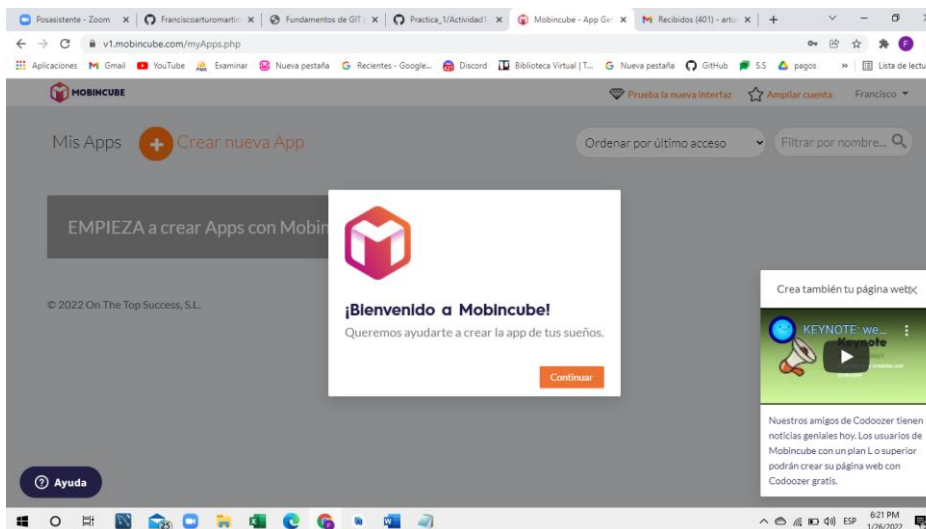 Posasistente - Zoom
Franciscoarturomartin
Fundamentos de GIT
Practica_1/Actividad1
Mobincube - App Ger
Recibidos (401) - artu
v1.mobincube.com/myApps.php
Aplicaciones
Gmail
YouTube
Examinar
Nueva pestaña
Recientes - Google...
Discord
Biblioteca Virtual | T...
Nueva pestaña
GitHub
S.S
pagos
»
Lista de lectu
MOBINCUBE
Prueba la nueva interfaz
Ampliar cuenta
Francisco
Mis Apps
Crear nueva App
Ordenar por último acceso
Filtrar por nombre...
EMPIEZA a crear Apps con Mobin
¡Bienvenido a Mobincube!
Queremos ayudarte a crear la app de tus sueños.
Continuar
© 2022 On The Top Success, S.L.
Crea también tu página web
KEYNOTE: we...
Keynote
Nuestros amigos de Codoozer tienen
noticias geniales hoy. Los usuarios de
Mobincube con un plan L o superior
podrán crear su página web con
Codoozer gratis.
Ayuda
25
ESP
6:21 PM
1/26/2022